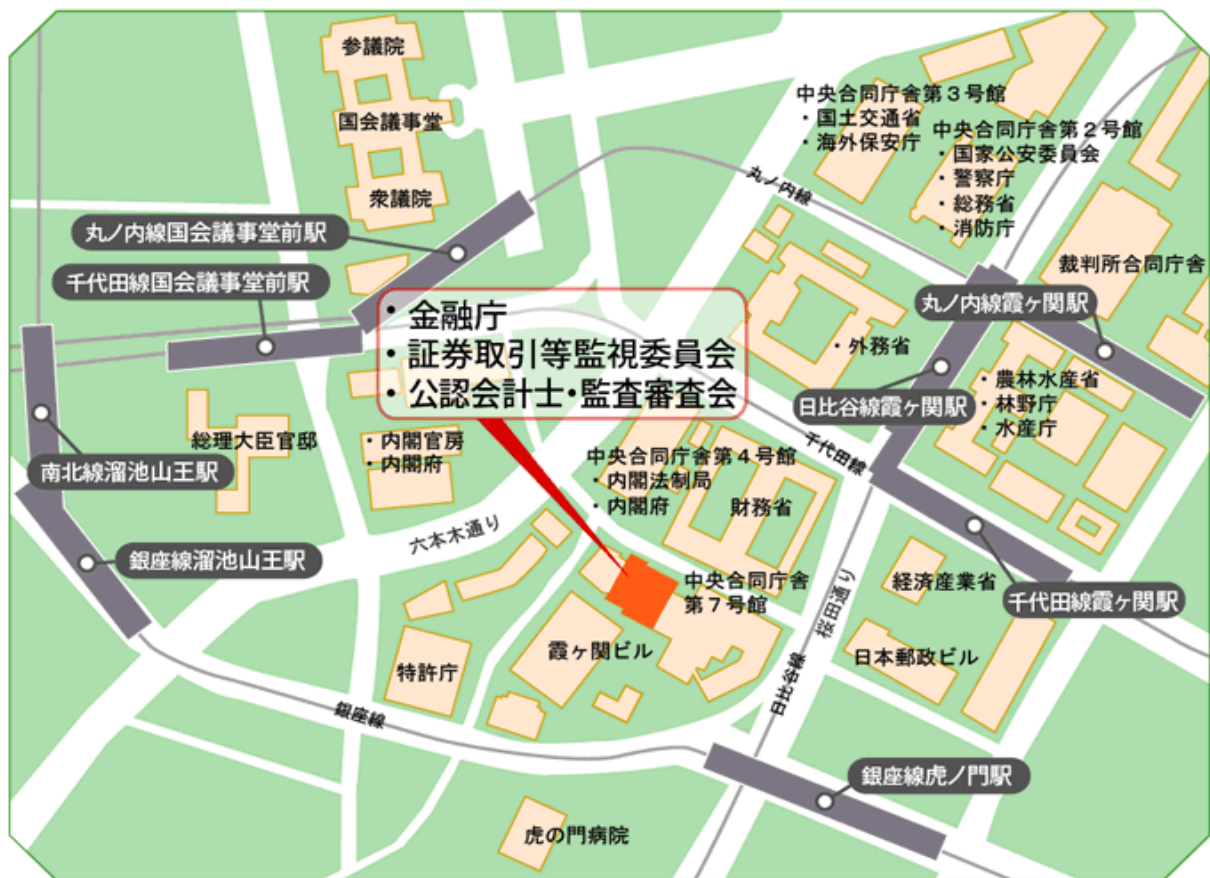 参議院
国会議事堂
衆議院
中央合同庁舎第３号館
・国土交通省
・海外保安庁
中央合同庁舎第２号館
・国家公安委員会
・警察庁
・総務省
・消防庁
丸ノ内線
丸ノ内線国会議事堂前駅
千代田線国会議事堂前駅
裁判所合同庁舎
丸ノ内線霞ヶ関駅
・金融庁
・証券取引等監視委員会
・公認会計士・監査審査会
・外務省
日比谷線霞ヶ関駅
・農林水産省
・林野庁
・水産庁
総理大臣官邸
・内閣官房
・内閣府
南北線溜池山王駅
千代田線
中央合同庁舎第４号館
・内閣法制局
・内閣府
財務省
六本木通り
銀座線溜池山王駅
中央合同庁舎
第７号館
経済産業省
千代田線霞ヶ関駅
桜田通り
霞ヶ関ビル
特許庁
日本郵政ビル
日比谷線
銀座線
銀座線虎ノ門駅
虎の門病院